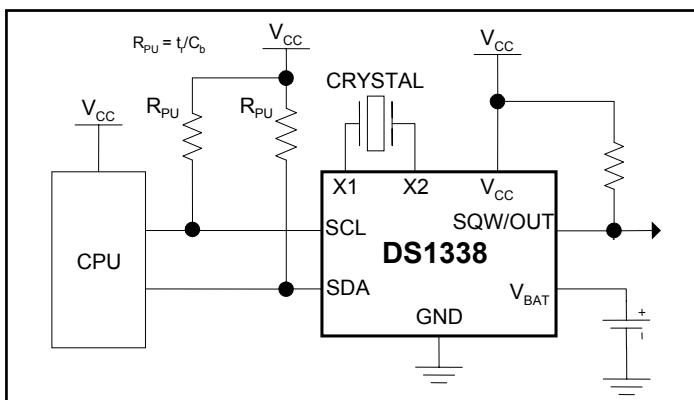 R_PU = t_r/C_b
V_CC
V_CC
CRYSTAL
V_CC
R_PU
R_PU
X1
X2
V_CC
SCL
SQW/OUT
CPU
DS1338
SDA
V_BAT
GND
+
–